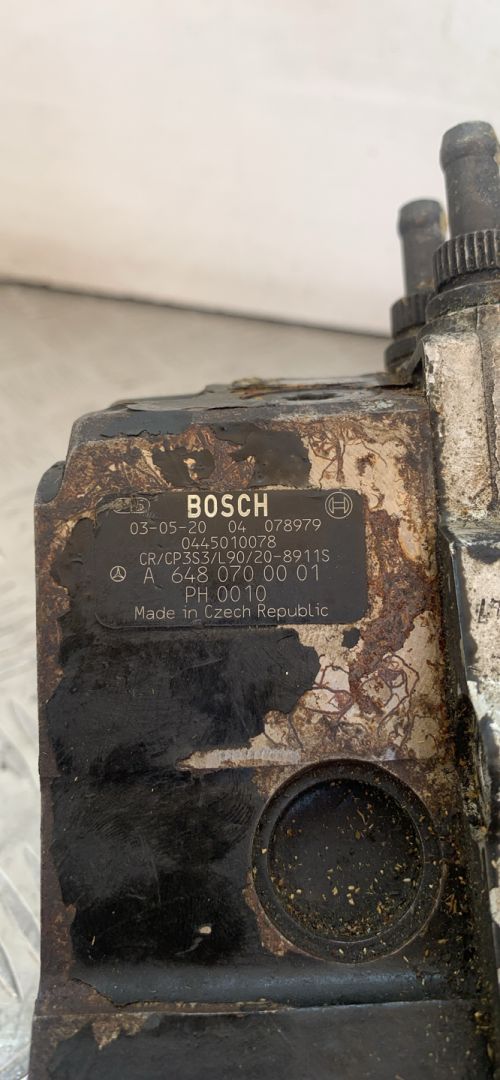 BOSCH
03-05-20 04 078979
0445010078
CR/CP3S3/L90/20-8911S
A 648 070 00 01
PH 0010
Made in Czech Republic